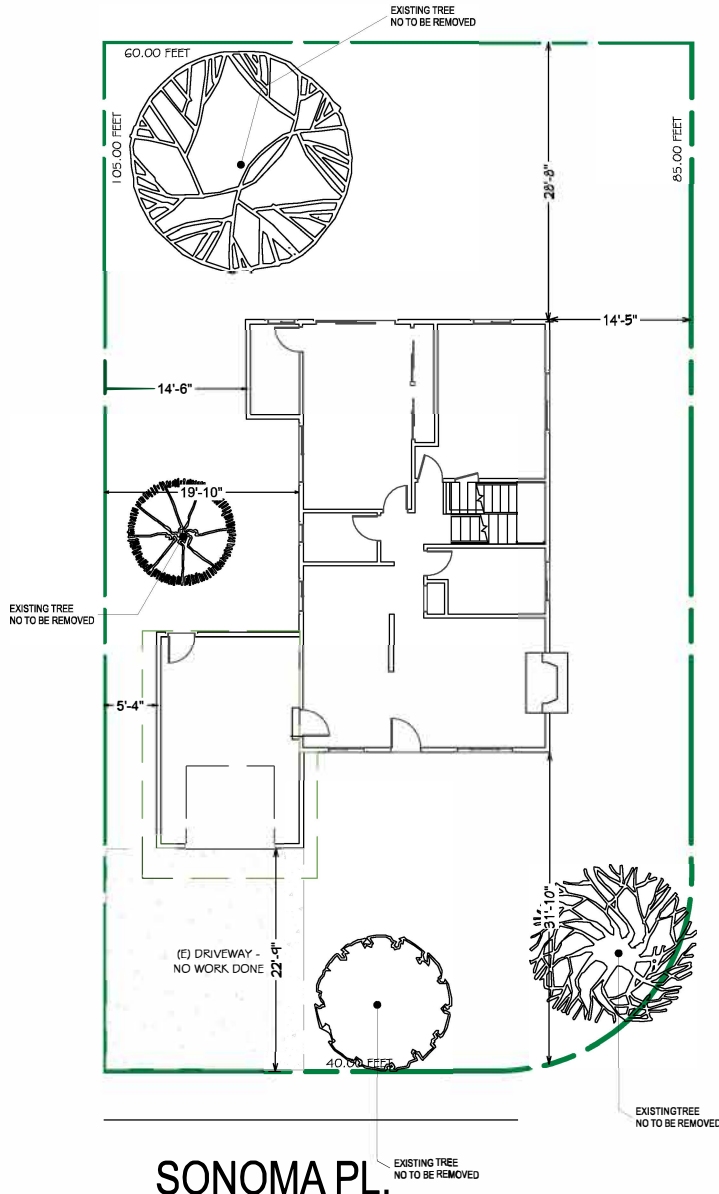 EXISTING TREE
NO TO BE REMOVED
60.00 FEET
105.00 FEET
85.00 FEET
28'-8"
14'-5"
14'-6"
19'-10"
EXISTING TREE
NO TO BE REMOVED
5'-4"
31'-10"
(E) DRIVEWAY -
NO WORK DONE
22'-9"
40.00 FEET
EXISTINGTREE
NO TO BE REMOVED
EXISTING TREE
NO TO BE REMOVED
SONOMA PL.